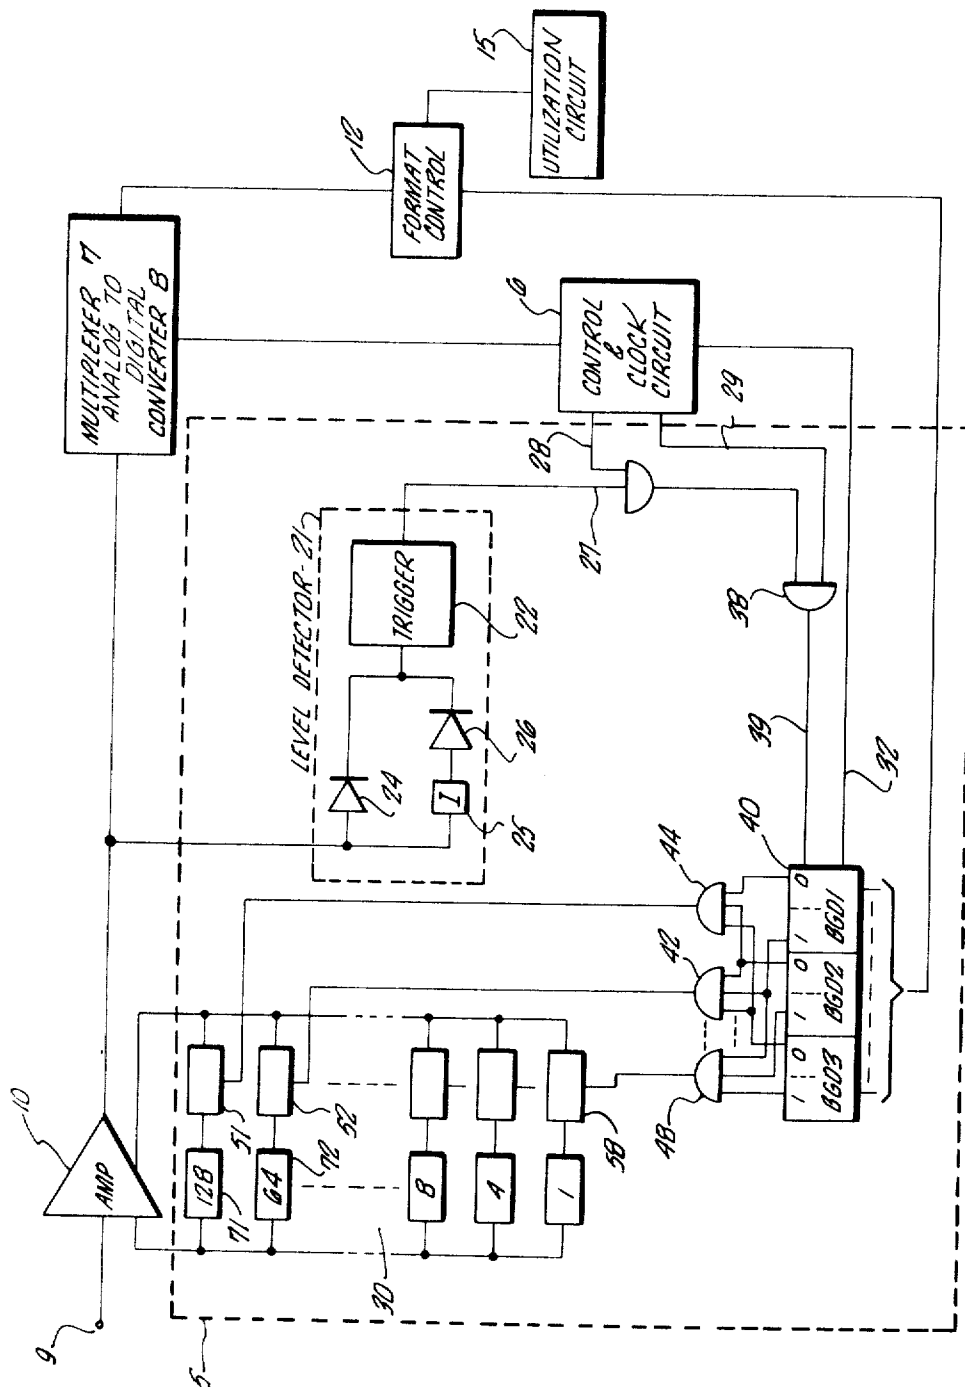 MULTIPLEXER 7
ANALOG TO
DIGITAL
CONVERTER 8
12
FORMAT
CONTROL
15
UTILIZATION
CIRCUIT
6
CONTROL
&
CLOCK
CIRCUIT
28
29
27
LEVEL DETECTOR-21
TRIGGER
22
24
I
25
26
38
39
32
10
AMP
9
5
128
71
51
64
72
52
8
4
1
58
30
44
42
48
40
1
0
BGD3
1
0
BGD2
1
0
BGD1